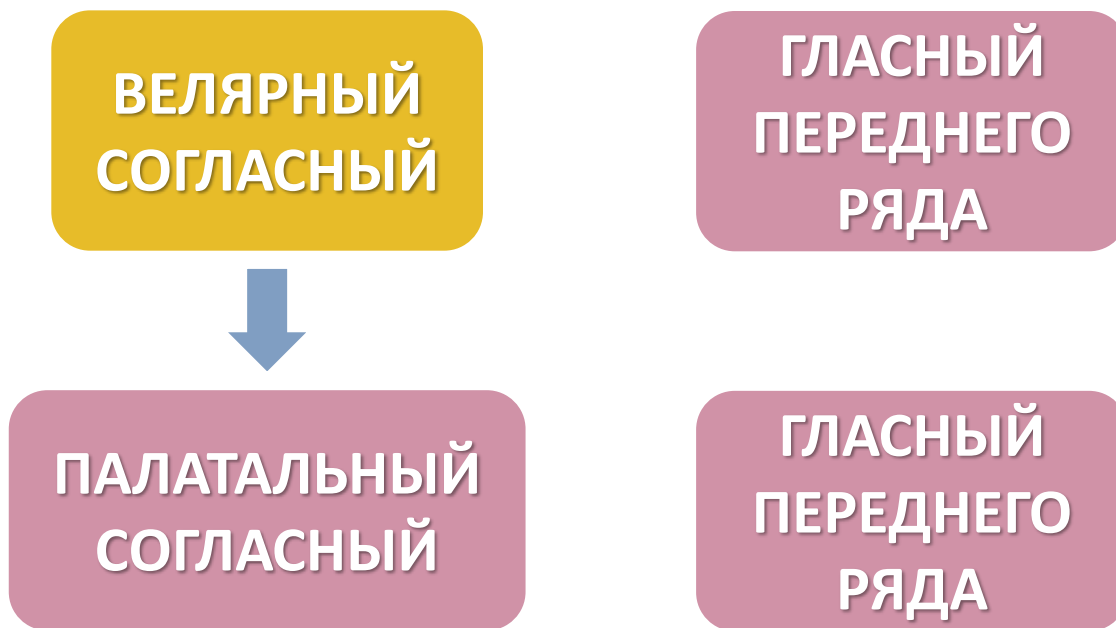 ВЕЛЯРНЫЙ
СОГЛАСНЫЙ
ГЛАСНЫЙ
ПЕРЕДНЕГО
РЯДА
ПАЛАТАЛЬНЫЙ
СОГЛАСНЫЙ
ГЛАСНЫЙ
ПЕРЕДНЕГО
РЯДА